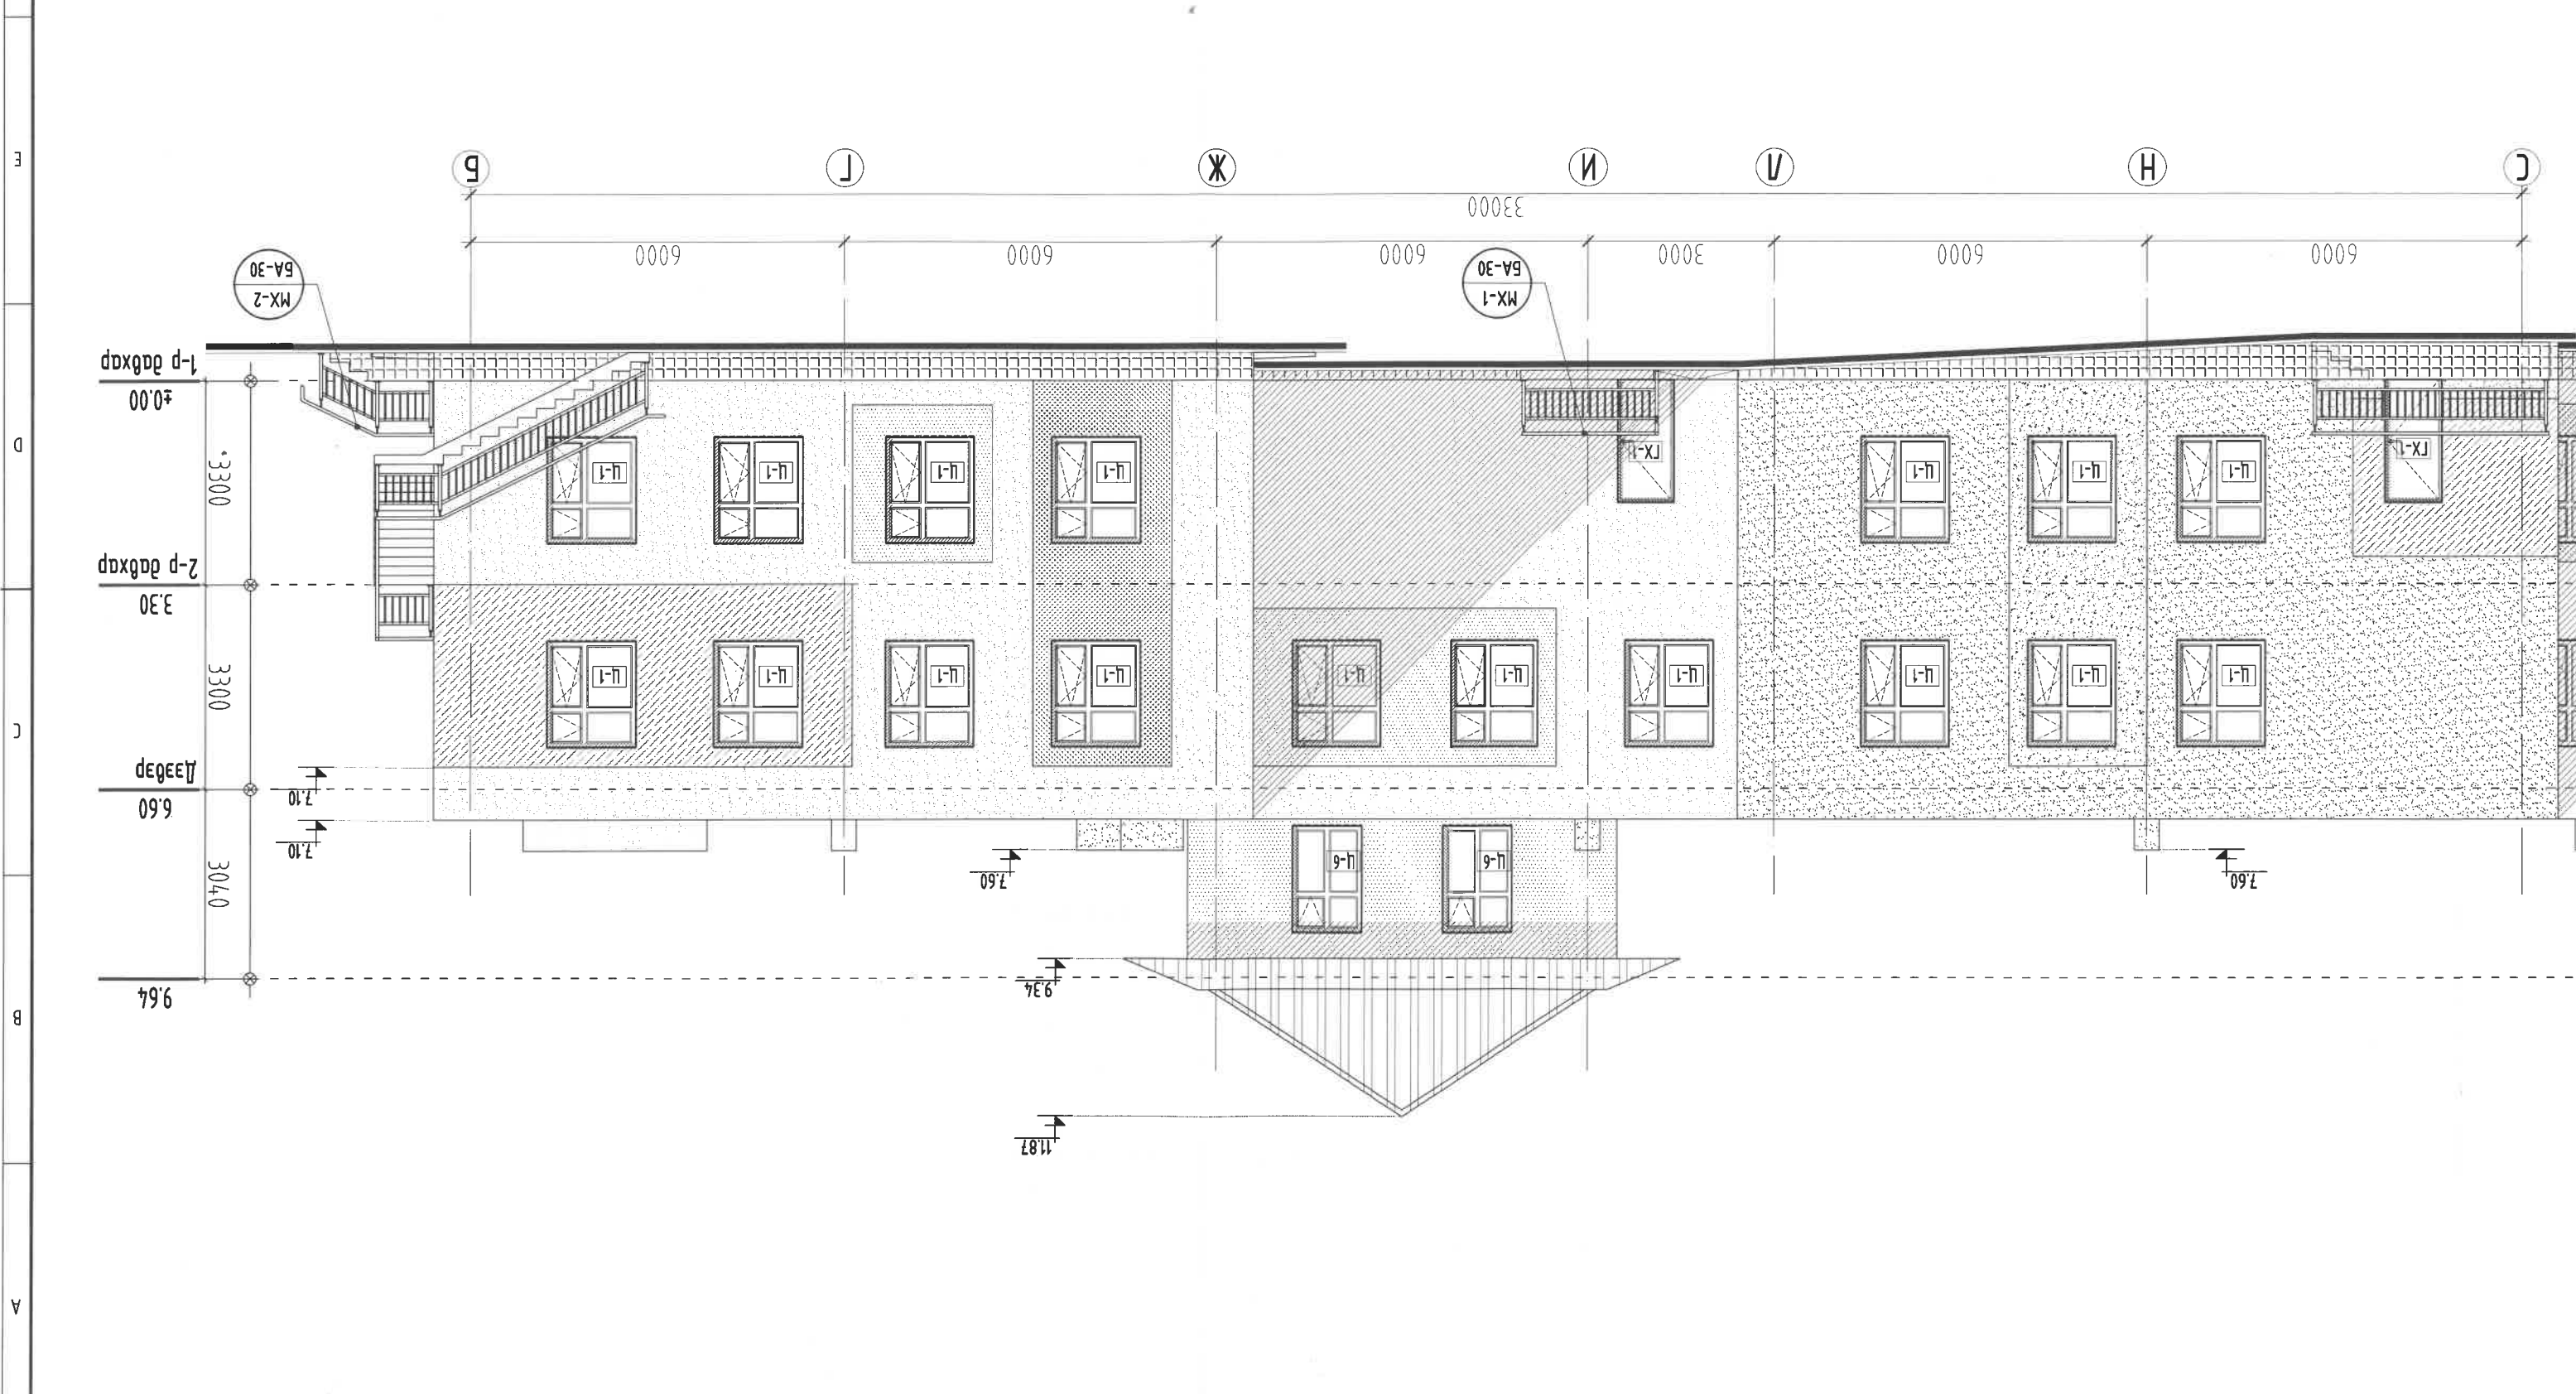 A
11.87
9.64
B
9.34
Ц-6 Ц-6
3040
7.60 7.60
7.10
6.60
Дээвэр
7.10
C
3300
Ц-1 Ц-1 Ц-1 Ц-1 Ц-1 Ц-1 Ц-1 Ц-1 Ц-1 Ц-1
3.30
2-р давхар
3300
Ц-1 Ц-1 Ц-1 Ц-1 Ц-1 Ц-1 Ц-1
ГХ-1 ГХ-1
D
±0.00
1-р давхар
МХ-1
БА-30
МХ-2
БА-30
6000 6000 3000 6000 6000 6000
33000
С Н Л И Ж Г Б
E